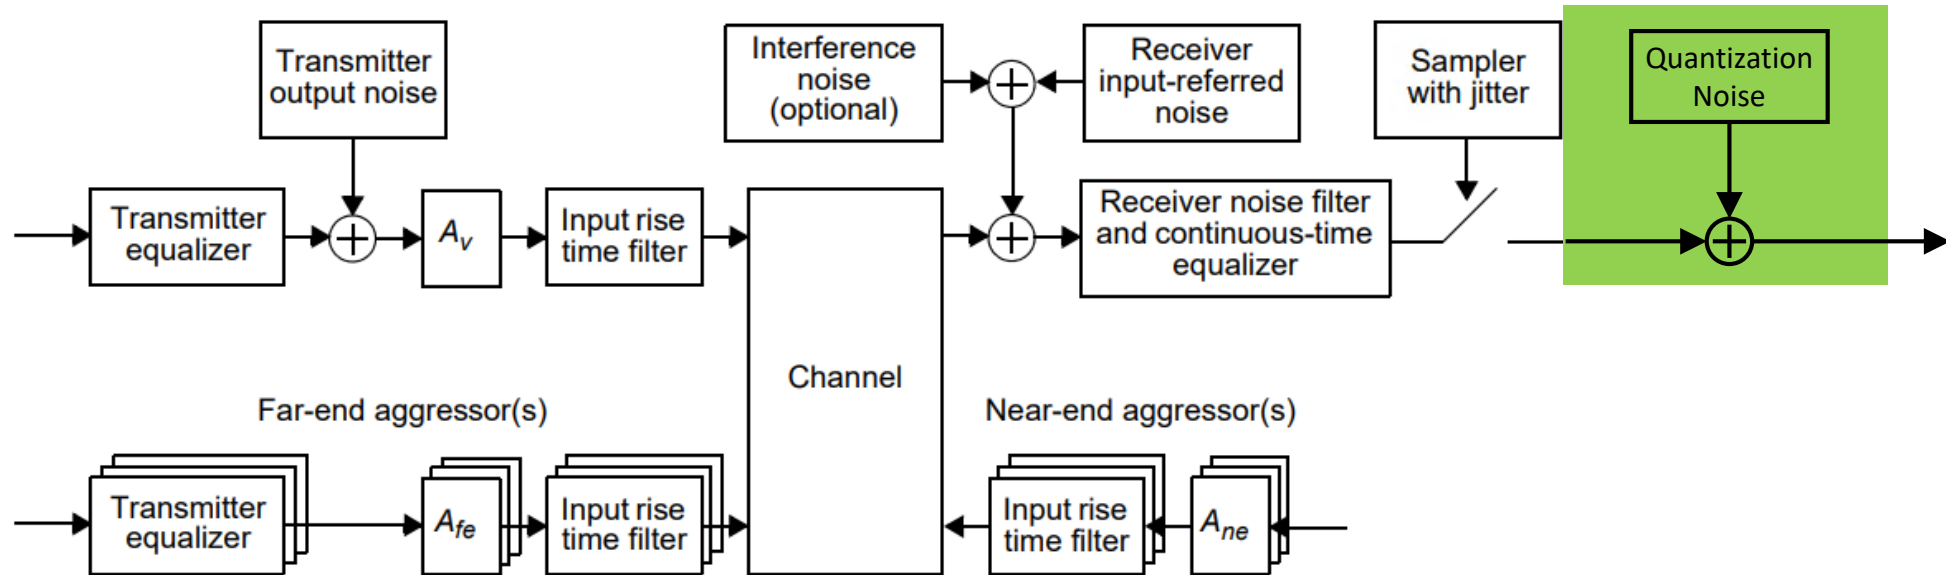 Transmitter
output noise
Interference
noise
(optional)
Receiver
input-referred
noise
Sampler
with jitter
Quantization
Noise
Transmitter
equalizer
Av
Input rise
time filter
Receiver noise filter
and continuous-time
equalizer
Channel
Far-end aggressor(s)
Near-end aggressor(s)
Transmitter
equalizer
Afe
Input rise
time filter
Input rise
time filter
Ane